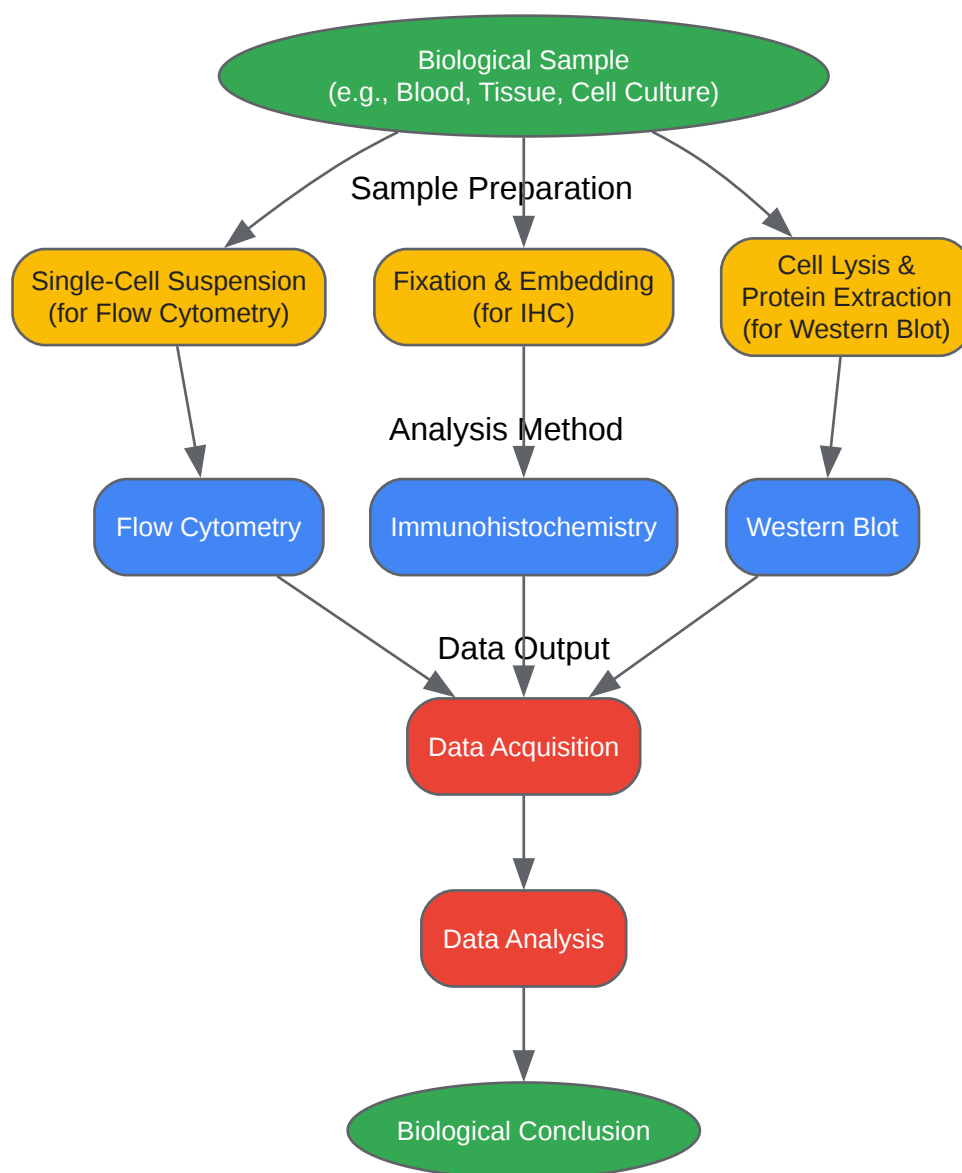 Biological Sample
(e.g., Blood, Tissue, Cell Culture)
Sample Preparation
Single-Cell Suspension
(for Flow Cytometry)
Fixation & Embedding
(for IHC)
Cell Lysis &
Protein Extraction
(for Western Blot)
Analysis Method
Flow Cytometry
Immunohistochemistry
Western Blot
Data Output
Data Acquisition
Data Analysis
Biological Conclusion